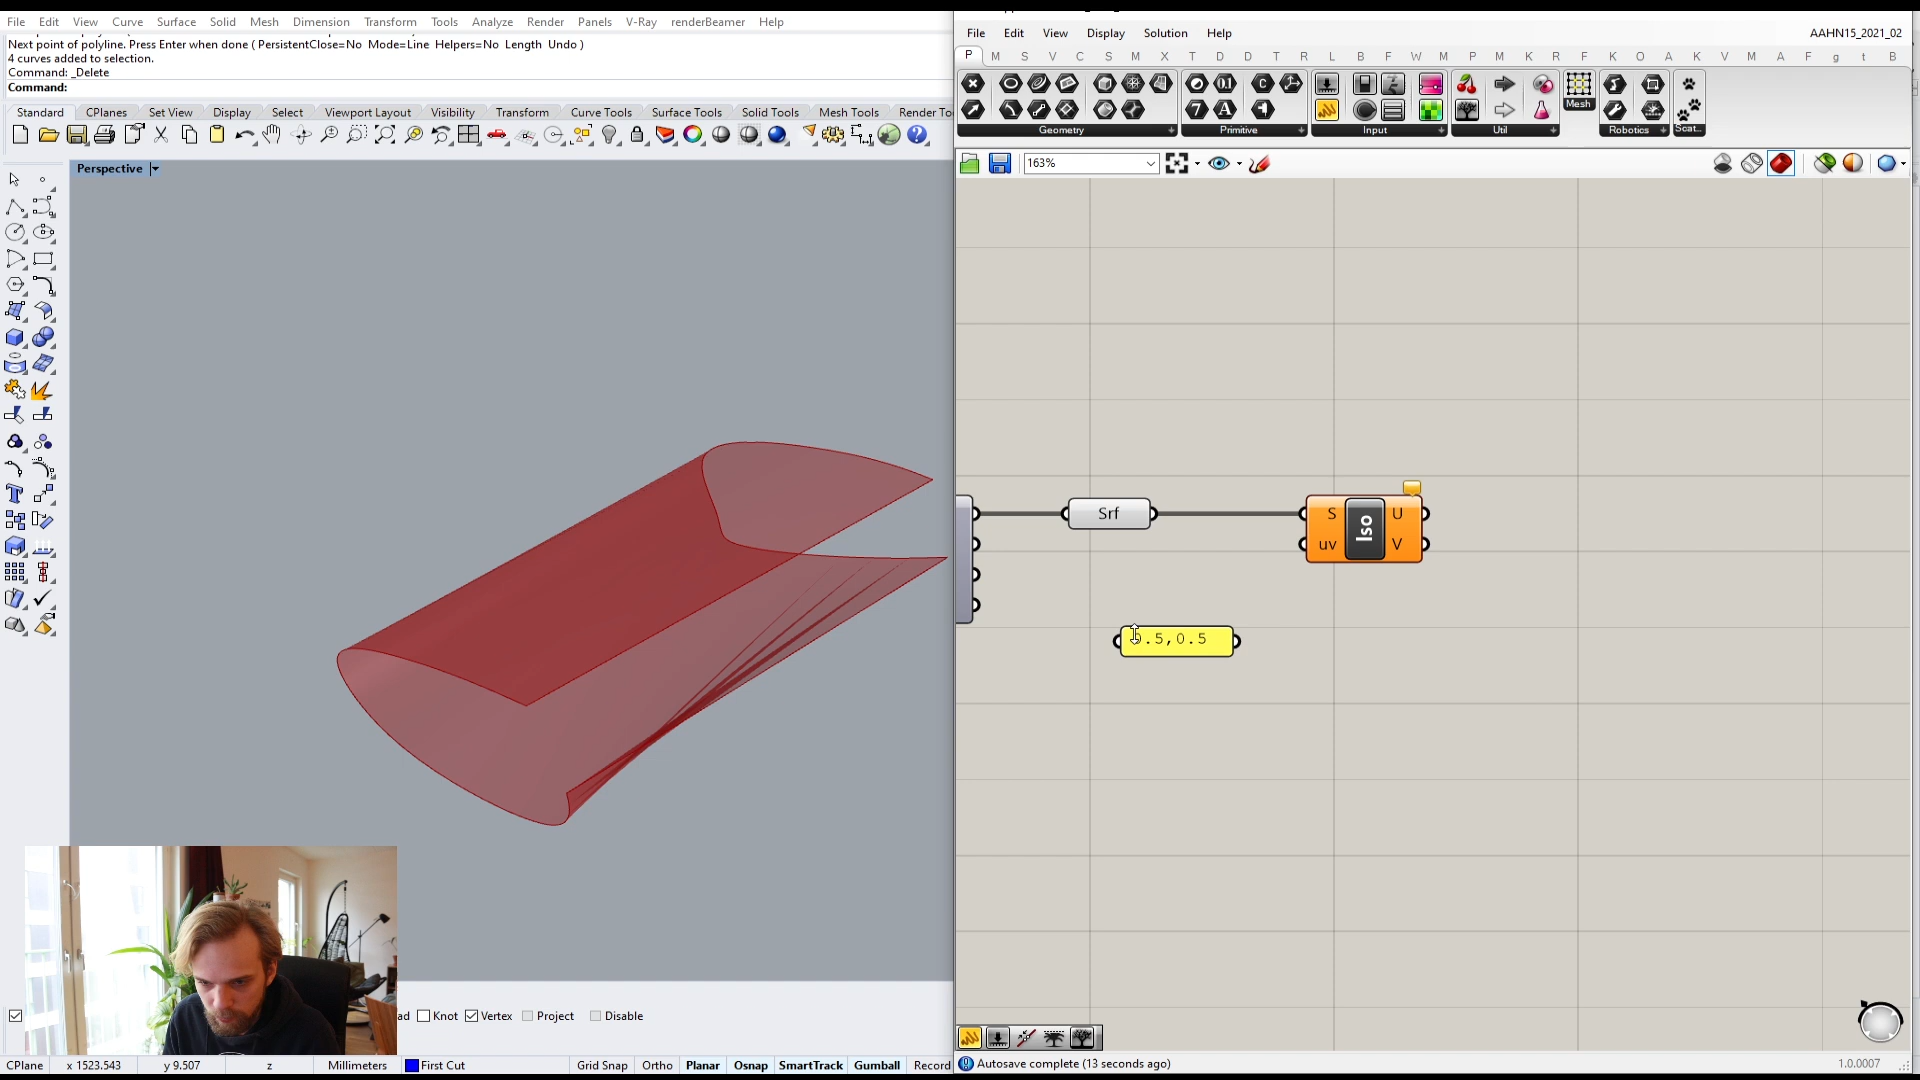 File Edit View Curve Surface Solid Mesh Dimension Transform Tools Analyze Render Panels V-Ray renderBeamer Help
Next point of polyline. Press Enter when done ( PersistentClose=No Mode=Line Helpers=No Length Undo )
4 curves added to selection.
Command: _Delete
Command:
Standard CPlanes Set View Display Select Viewport Layout Visibility Transform Curve Tools Surface Tools Solid Tools Mesh Tools Render To
Perspective
File Edit View Display Solution Help AAHN15_2021_02
P M S V C S M X T D D T R L B F W M P M S K R O A K V M A F g t B
Geometry Primitive Input Util Mesh Robotics Scat...
163%
Srf
S U
Iso
uv V
0.5,0.5
ad Knot Vertex Project Disable
CPlane x 1523.543 y 9.507 z Millimeters First Cut Grid Snap Ortho Planar Osnap SmartTrack Gumball Record
Autosave complete (13 seconds ago) 1.0.0007